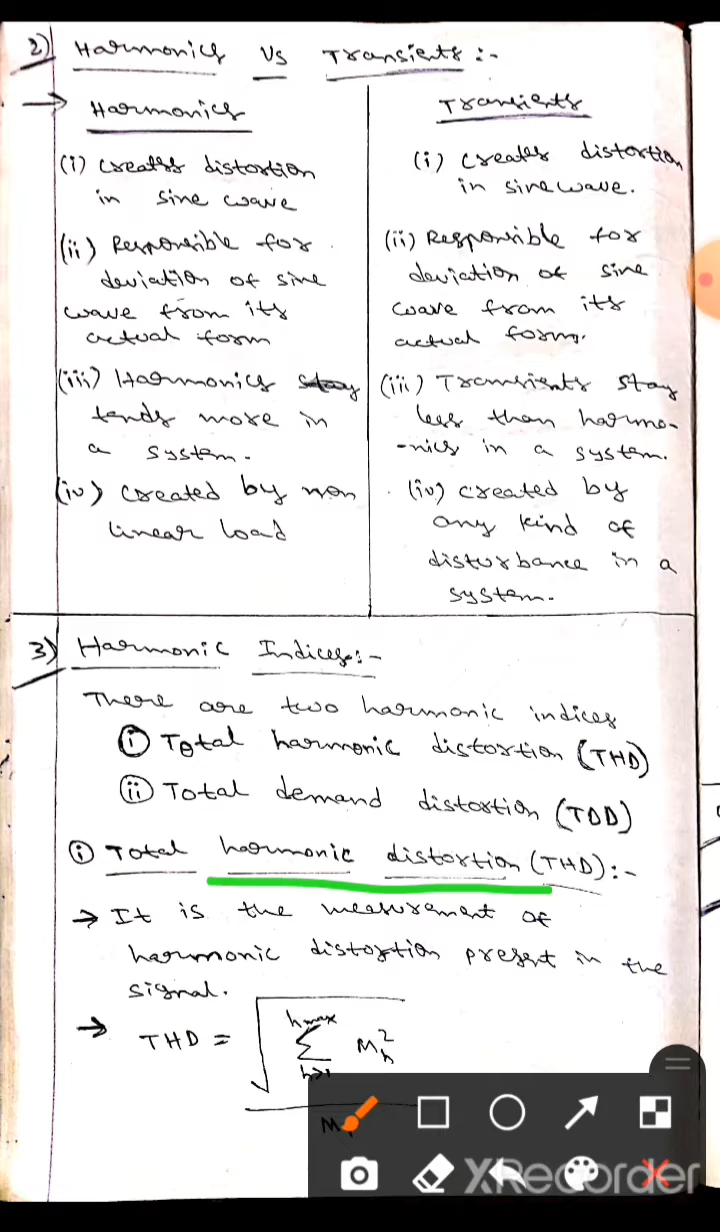 2) Harmonics Vs Transients :-
→ Harmonics
(i) Creates distortion
in sine wave
(ii) Responsible for
deviation of sine
wave from its
actual form
(iii) Harmonics stay
tends more in
a system.
(iv) Created by non
linear load
Transients
(i) Creates distortion
in sine wave.
(ii) Responsible for
deviation of sine
wave from its
actual form.
(iii) Transients stay
less than harmo-
-nics in a system.
(iv) Created by
any kind of
disturbance in a
system.
3) Harmonic Indices:-
There are two harmonic indices
(i) Total harmonic distortion (THD)
(ii) Total demand distortion (TDD)
(i) Total harmonic distortion (THD):-
→ It is the measurement of
harmonic distortion present in the
signal.
→ THD = √
h max
Σ M_h^2
h>1
XRecorder